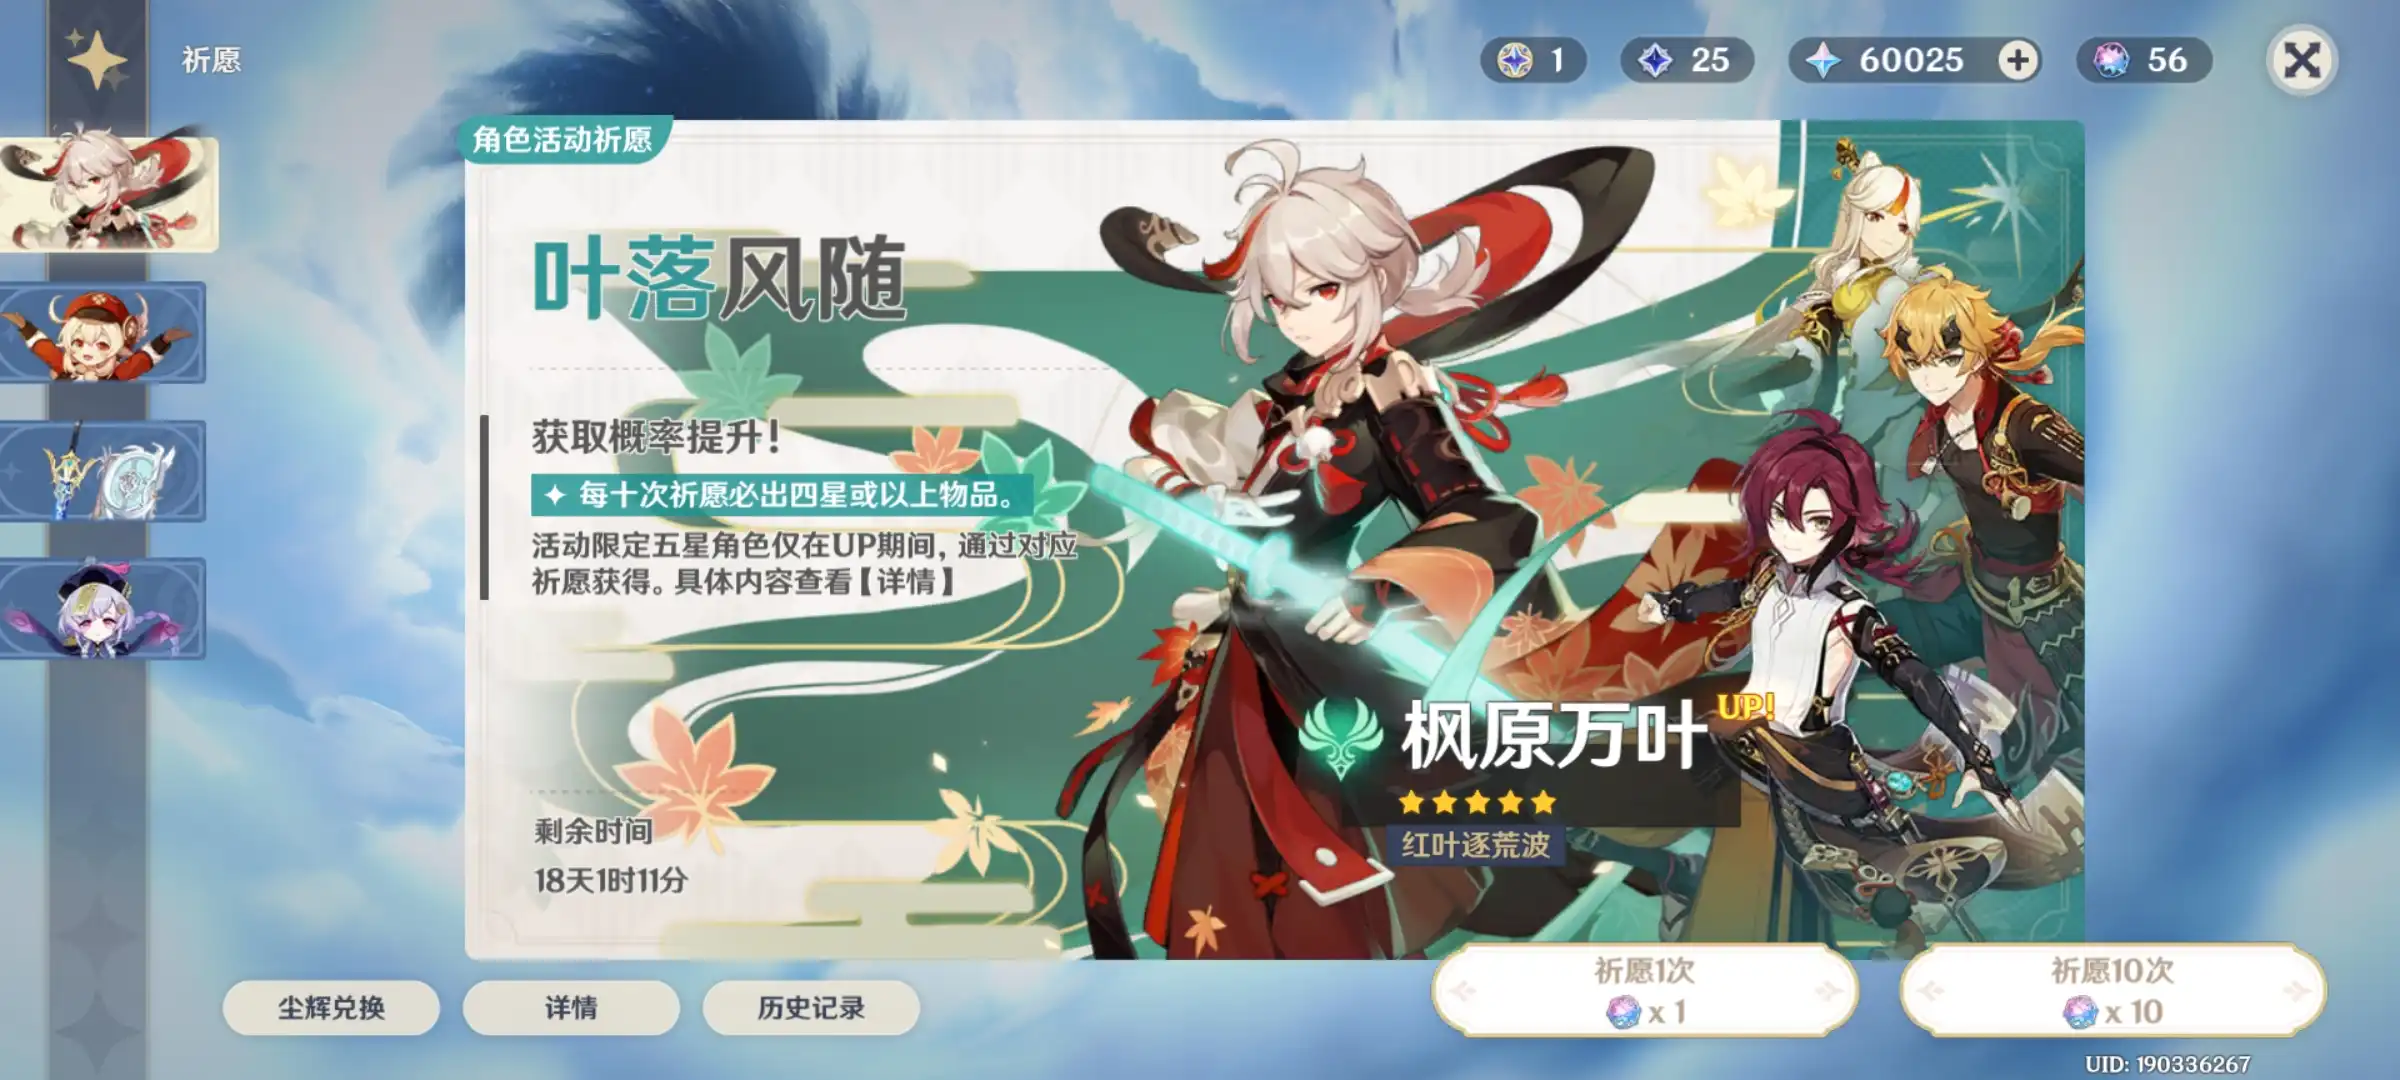 祈愿
1
25
60025
56
角色活动祈愿
叶落风随
获取概率提升!
每十次祈愿必出四星或以上物品。
活动限定五星角色仅在UP期间,通过对应
祈愿获得。具体内容查看【详情】
枫原万叶 UP!
红叶逐荒波
剩余时间
18天1时11分
尘辉兑换
详情
历史记录
祈愿1次
x 1
祈愿10次
x 10
UID: 190336267